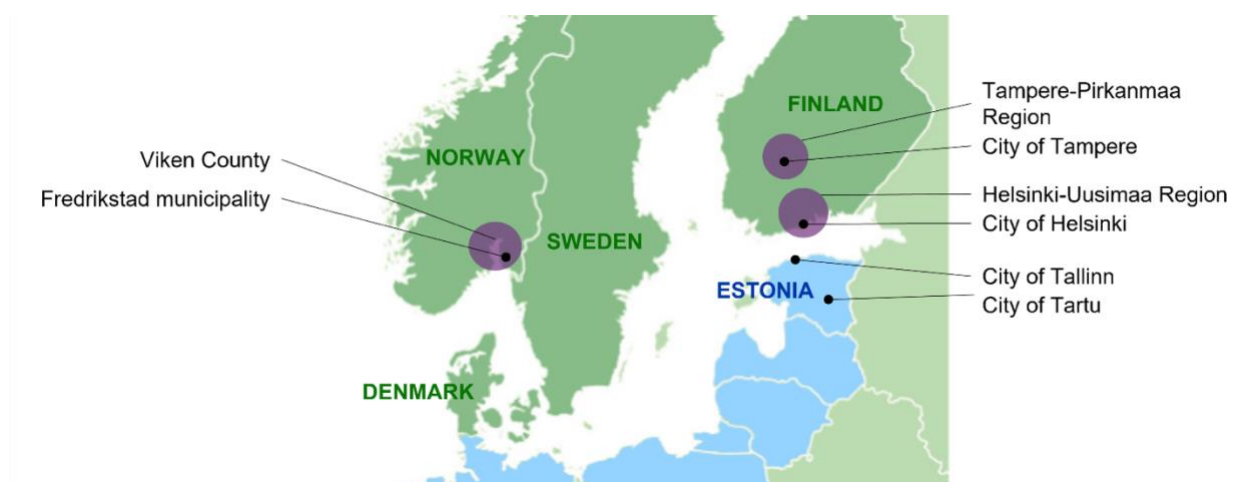 Tampere-Pirkanmaa
Region
FINLAND
City of Tampere
Viken County
NORWAY
Fredrikstad municipality
Helsinki-Uusimaa Region
City of Helsinki
SWEDEN
City of Tallinn
ESTONIA
City of Tartu
DENMARK